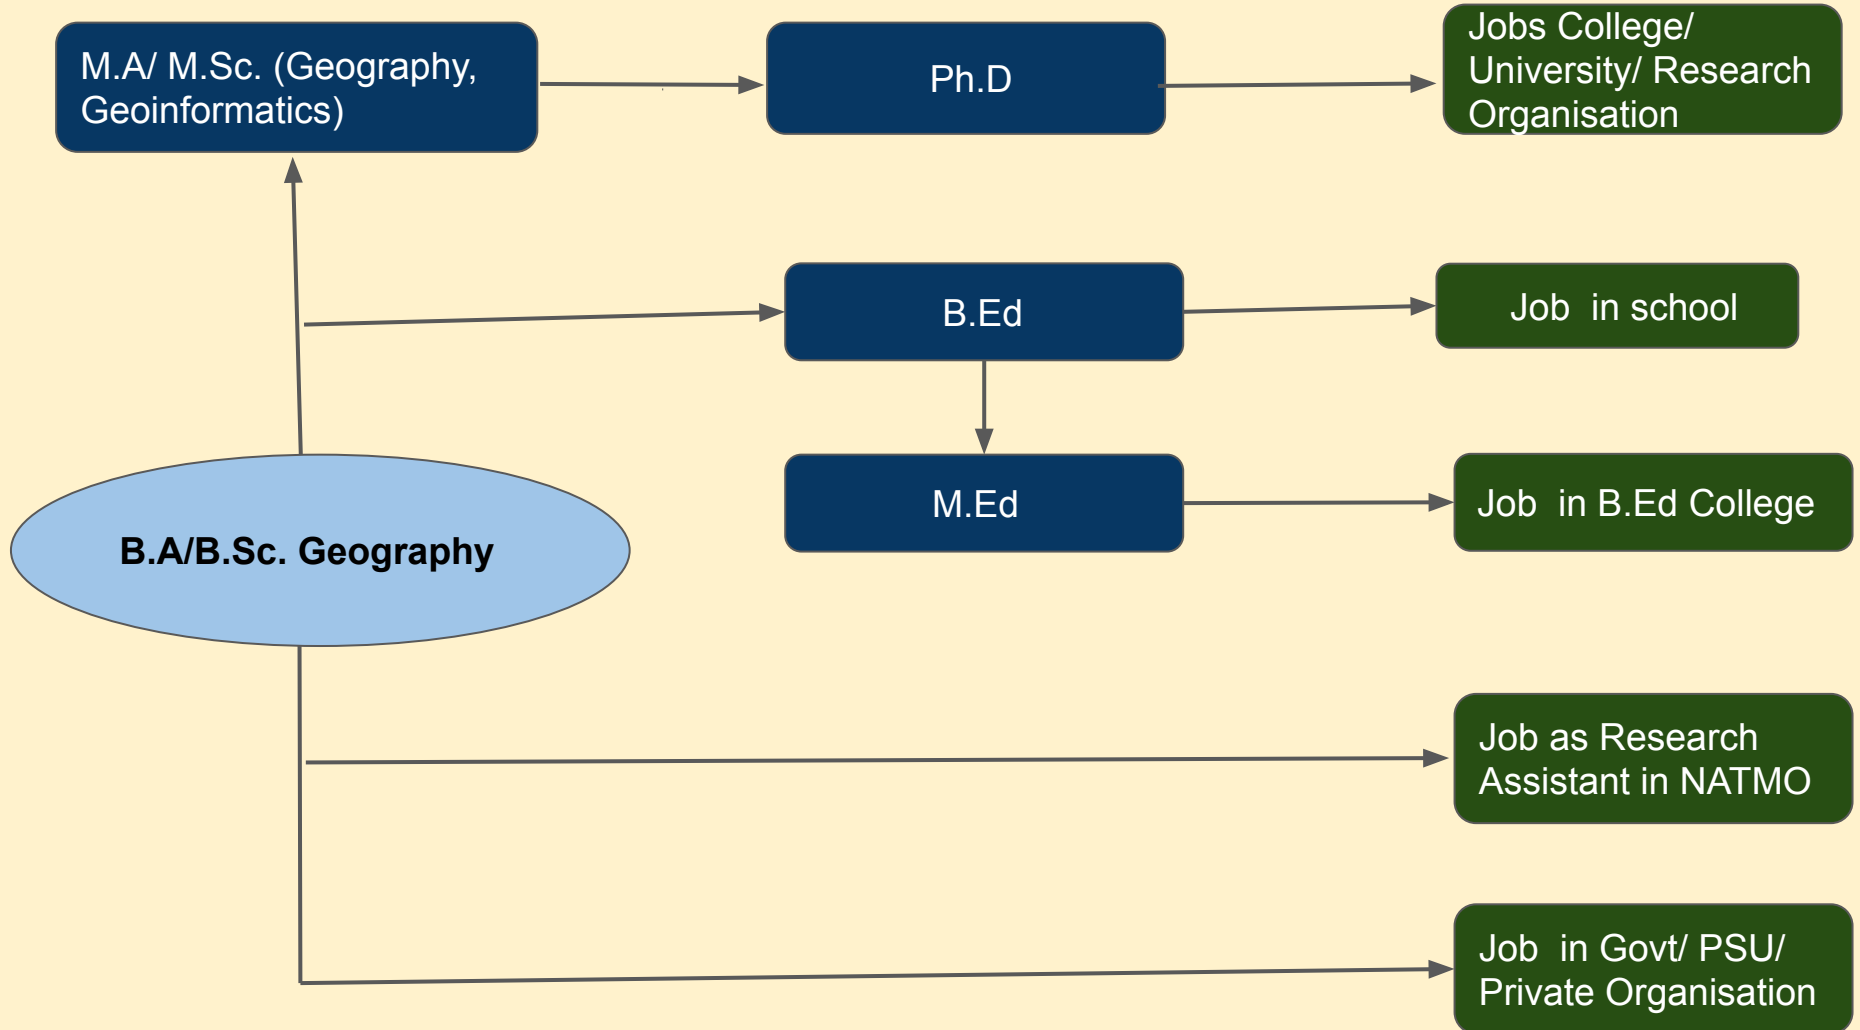 M.A/ M.Sc. (Geography,
Geoinformatics)
Ph.D
Jobs College/
University/ Research
Organisation
B.Ed
Job in school
M.Ed
Job in B.Ed College
B.A/B.Sc. Geography
Job as Research
Assistant in NATMO
Job in Govt/ PSU/
Private Organisation